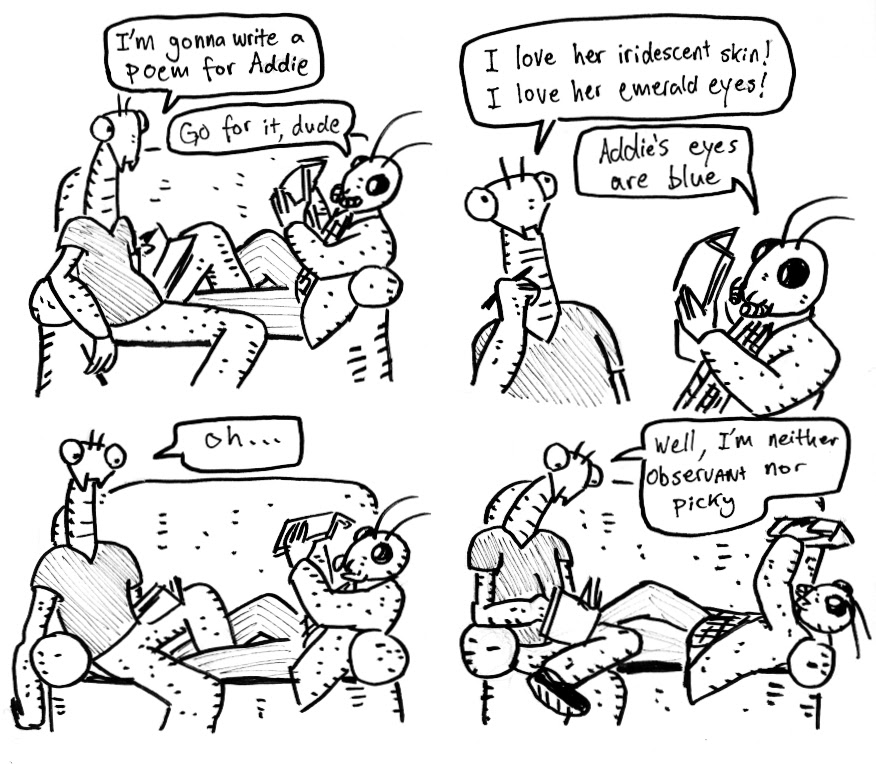 I'm gonna write a
poem for Addie
Go for it, dude
I love her iridescent skin!
I love her emerald eyes!
Addie's eyes
are blue
oh...
Well, I'm neither
OBSERVANT nor
picky